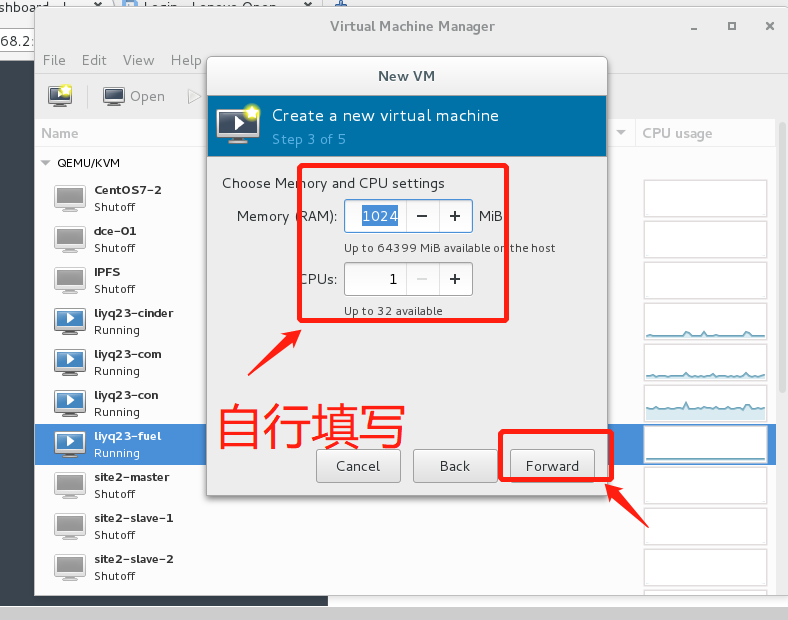 68.2:
Virtual Machine Manager
File Edit View Help
Open
Name
CPU usage
QEMU/KVM
CentOS7-2
Shutoff
dce-01
Shutoff
IPFS
Shutoff
liyq23-cinder
Running
liyq23-com
Running
liyq23-con
Running
liyq23-fuel
Running
site2-master
Shutoff
site2-slave-1
Shutoff
site2-slave-2
Shutoff
New VM
Create a new virtual machine
Step 3 of 5
Choose Memory and CPU settings
Memory (RAM): 1024 - + MiB
Up to 64399 MiB available on the host
CPUs: 1 - +
Up to 32 available
自行填写
Cancel Back Forward